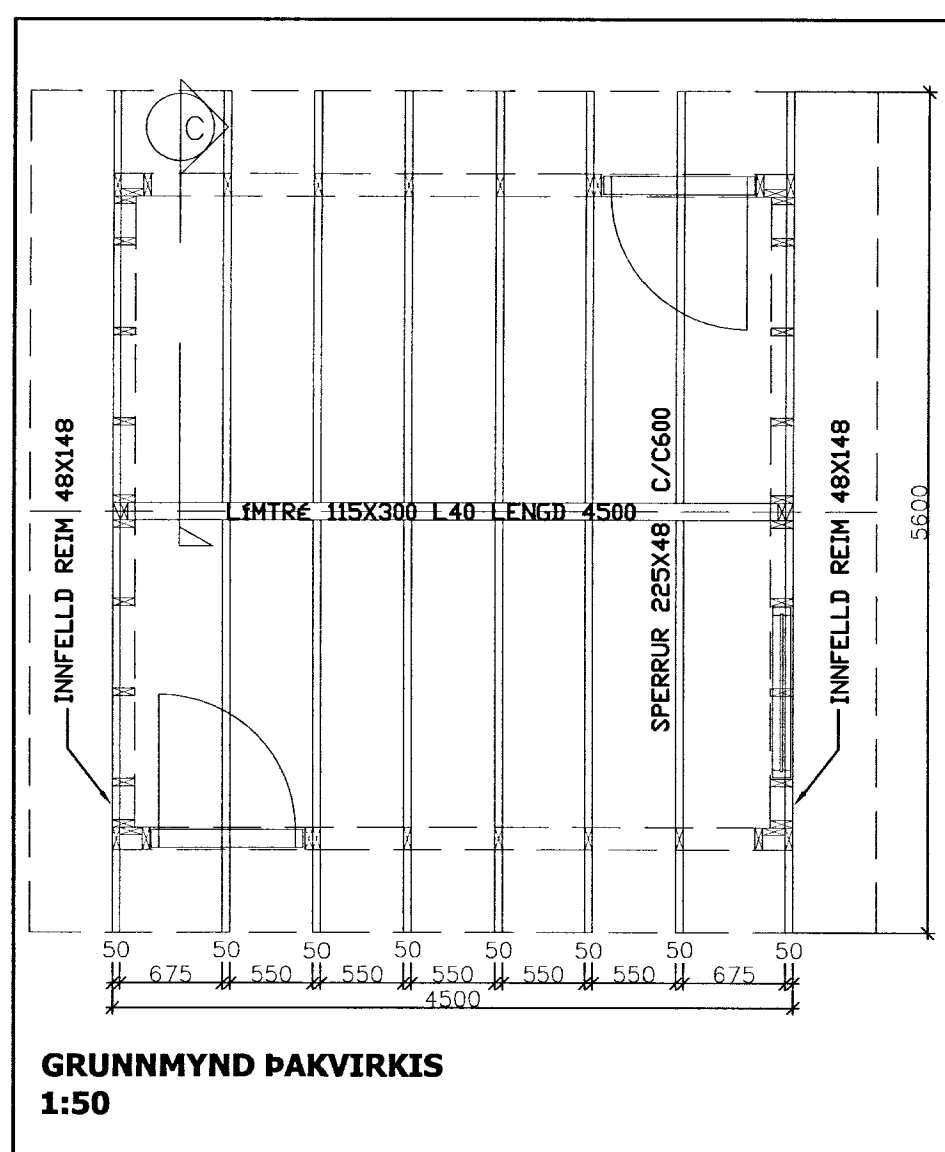 C
INNFELLD REIM 48X148
LÍMTRÉ 115X300 L40 LENGD 4500
SPERRUR 225X48 C/C600
INNFELLD REIM 48X148
5600
50 50 50 50 50 50 50 50
675 550 550 550 550 550 675
4500
GRUNNMYND ÞAKVIRKIS
1:50